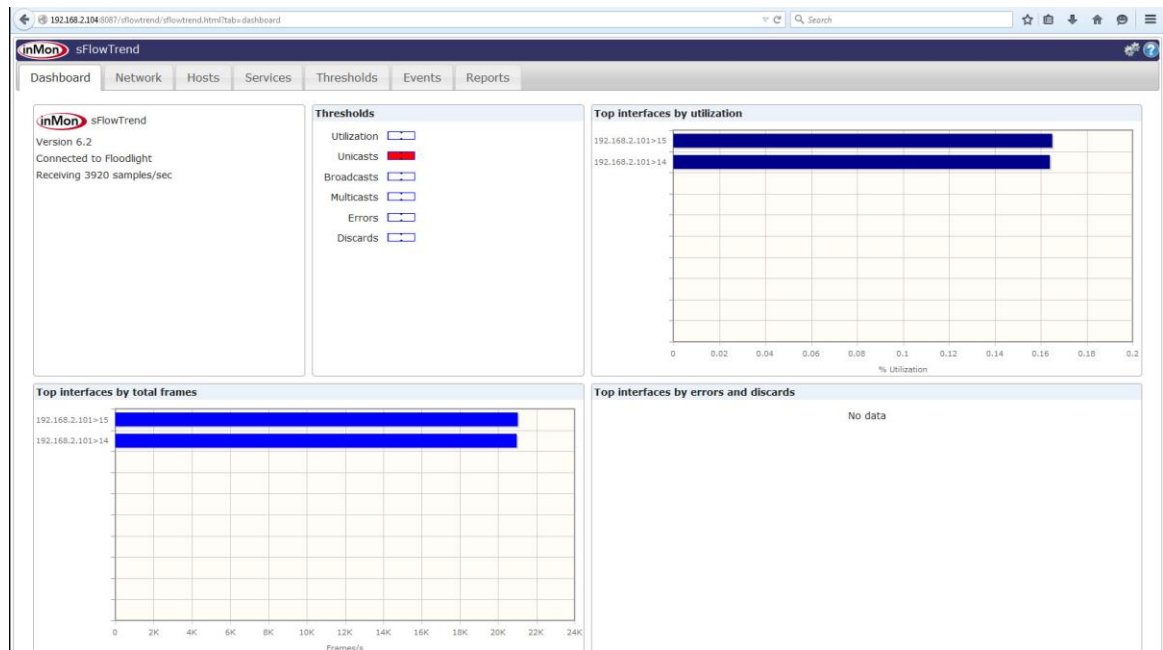 192.168.2.104:8087/sflowtrend/sflowtrend.html?tab=dashboard
Search
inMon sFlowTrend
Dashboard Network Hosts Services Thresholds Events Reports
inMon sFlowTrend
Version 6.2
Connected to Floodlight
Receiving 3920 samples/sec
Thresholds
Utilization
Unicasts
Broadcasts
Multicasts
Errors
Discards
Top interfaces by utilization
192.168.2.101>15
192.168.2.101>14
0 0.02 0.04 0.06 0.08 0.1 0.12 0.14 0.16 0.18 0.2
% Utilization
Top interfaces by total frames
192.168.2.101>15
192.168.2.101>14
0 2K 4K 6K 8K 10K 12K 14K 16K 18K 20K 22K 24K
Frames/s
Top interfaces by errors and discards
No data